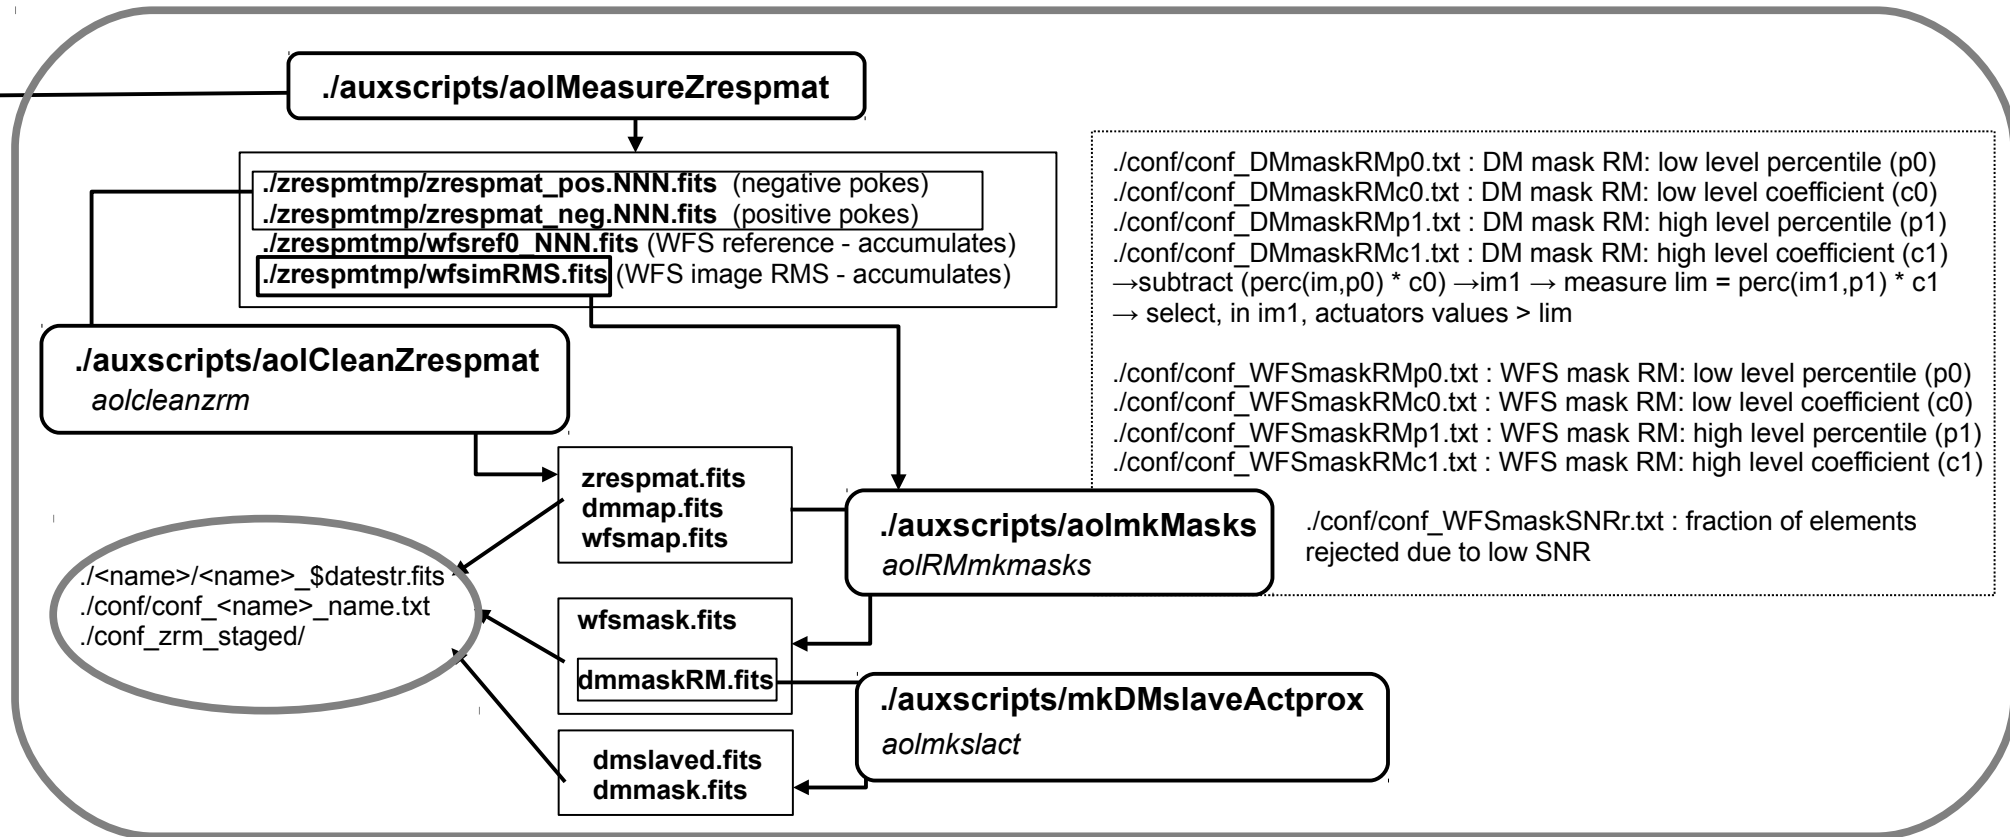 ./auxscripts/aolMeasureZrespmat
./zrespmtmp/zrespmat_pos.NNN.fits (negative pokes)
./zrespmtmp/zrespmat_neg.NNN.fits (positive pokes)
./zrespmtmp/wfsref0_NNN.fits (WFS reference - accumulates)
./zrespmtmp/wfsimRMS.fits (WFS image RMS - accumulates)
./conf/conf_DMmaskRMp0.txt : DM mask RM: low level percentile (p0)
./conf/conf_DMmaskRMc0.txt : DM mask RM: low level coefficient (c0)
./conf/conf_DMmaskRMp1.txt : DM mask RM: high level percentile (p1)
./conf/conf_DMmaskRMc1.txt : DM mask RM: high level coefficient (c1)
→subtract (perc(im,p0) * c0) →im1 → measure lim = perc(im1,p1) * c1
→ select, in im1, actuators values > lim
./conf/conf_WFSmaskRMp0.txt : WFS mask RM: low level percentile (p0)
./conf/conf_WFSmaskRMc0.txt : WFS mask RM: low level coefficient (c0)
./conf/conf_WFSmaskRMp1.txt : WFS mask RM: high level percentile (p1)
./conf/conf_WFSmaskRMc1.txt : WFS mask RM: high level coefficient (c1)
./conf/conf_WFSmaskSNRr.txt : fraction of elements
rejected due to low SNR
./auxscripts/aolCleanZrespmat
aolcleanzrm
zrespmat.fits
dmmap.fits
wfsmap.fits
./auxscripts/aolmkMasks
aolRMmkmasks
./<name>/<name>_$datestr.fits
./conf/conf_<name>_name.txt
./conf_zrm_staged/
wfsmask.fits
dmmaskRM.fits
./auxscripts/mkDMslaveActprox
aolmkslact
dmslaved.fits
dmmask.fits